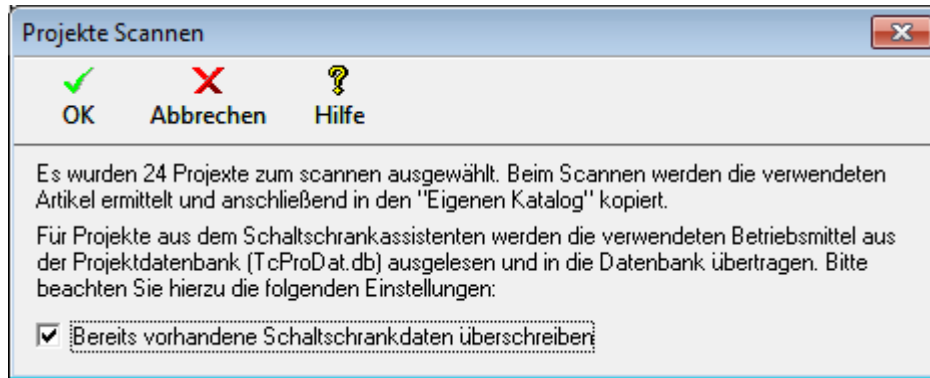 Projekte Scannen
OK Abbrechen Hilfe
Es wurden 24 Projexte zum scannen ausgewählt. Beim Scannen werden die verwendeten
Artikel ermittelt und anschließend in den "Eigenen Katalog" kopiert.
Für Projekte aus dem Schaltschrankassistenten werden die verwendeten Betriebsmittel aus
der Projektdatenbank (TcProDat.db) ausgelesen und in die Datenbank übertragen. Bitte
beachten Sie hierzu die folgenden Einstellungen:
Bereits vorhandene Schaltschrankdaten überschreiben